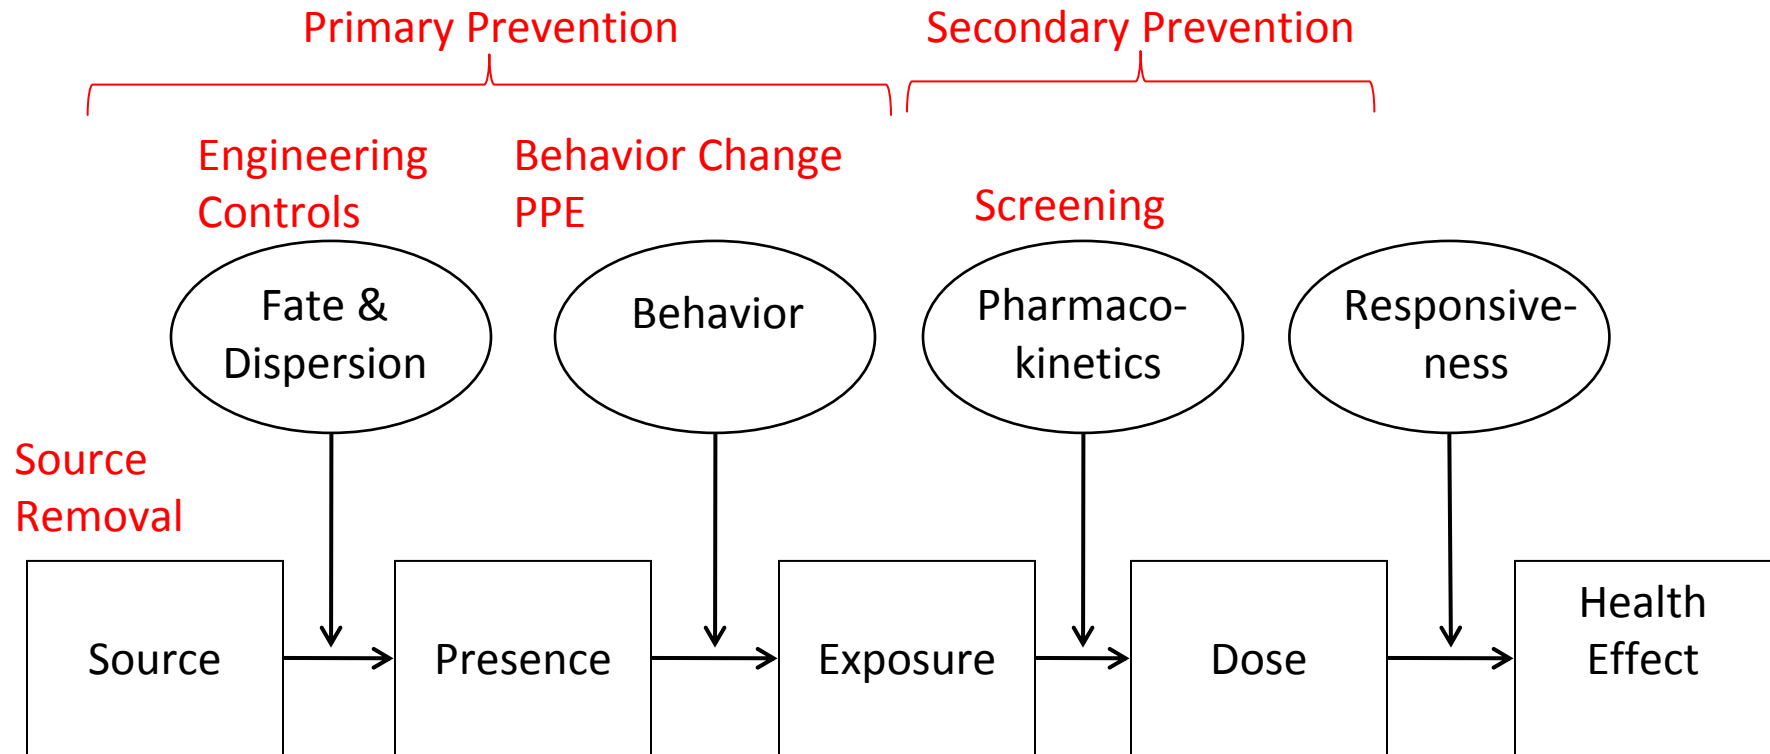 Primary Prevention
Secondary Prevention
Engineering
Controls
Behavior Change
PPE
Screening
Fate &
Dispersion
Behavior
Pharmaco-
kinetics
Responsive-
ness
Source
Removal
Source
Presence
Exposure
Dose
Health
Effect